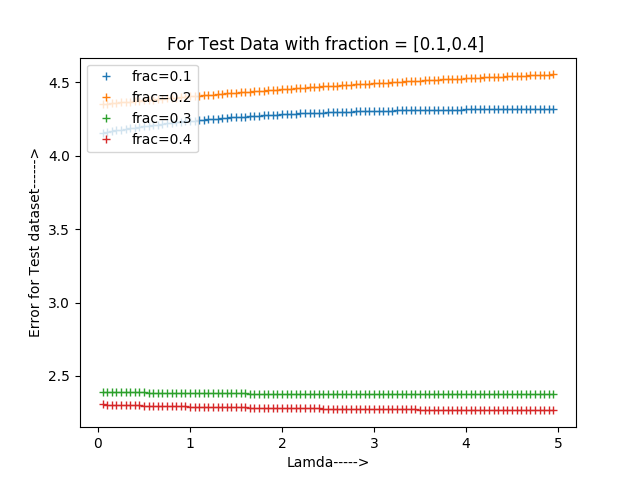 For Test Data with fraction = [0.1,0.4]
frac=0.1
frac=0.2
frac=0.3
frac=0.4
4.5
4.0
3.5
3.0
2.5
Error for Test dataset------>
0 1 2 3 4 5
Lamda----->